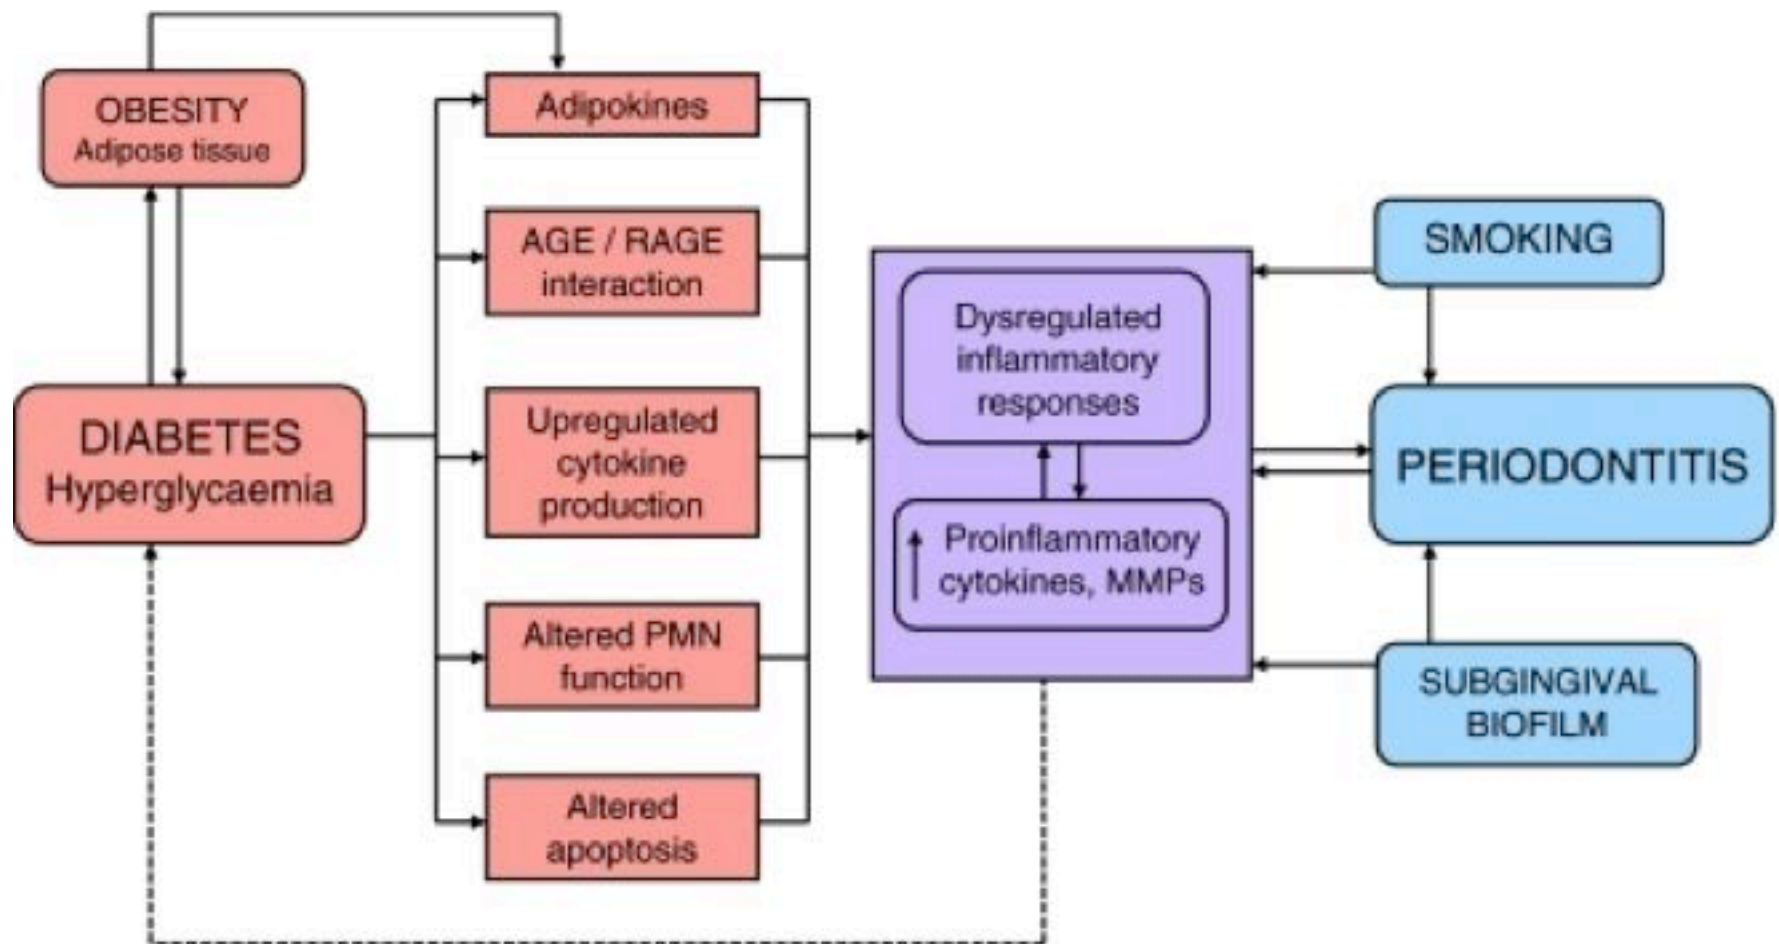 OBESITY
Adipose tissue
DIABETES
Hyperglycaemia
Adipokines
AGE / RAGE
interaction
Upregulated
cytokine
production
Altered PMN
function
Altered
apoptosis
Dysregulated
inflammatory
responses
Proinflammatory
cytokines, MMPs
SMOKING
PERIODONTITIS
SUBGINGIVAL
BIOFILM